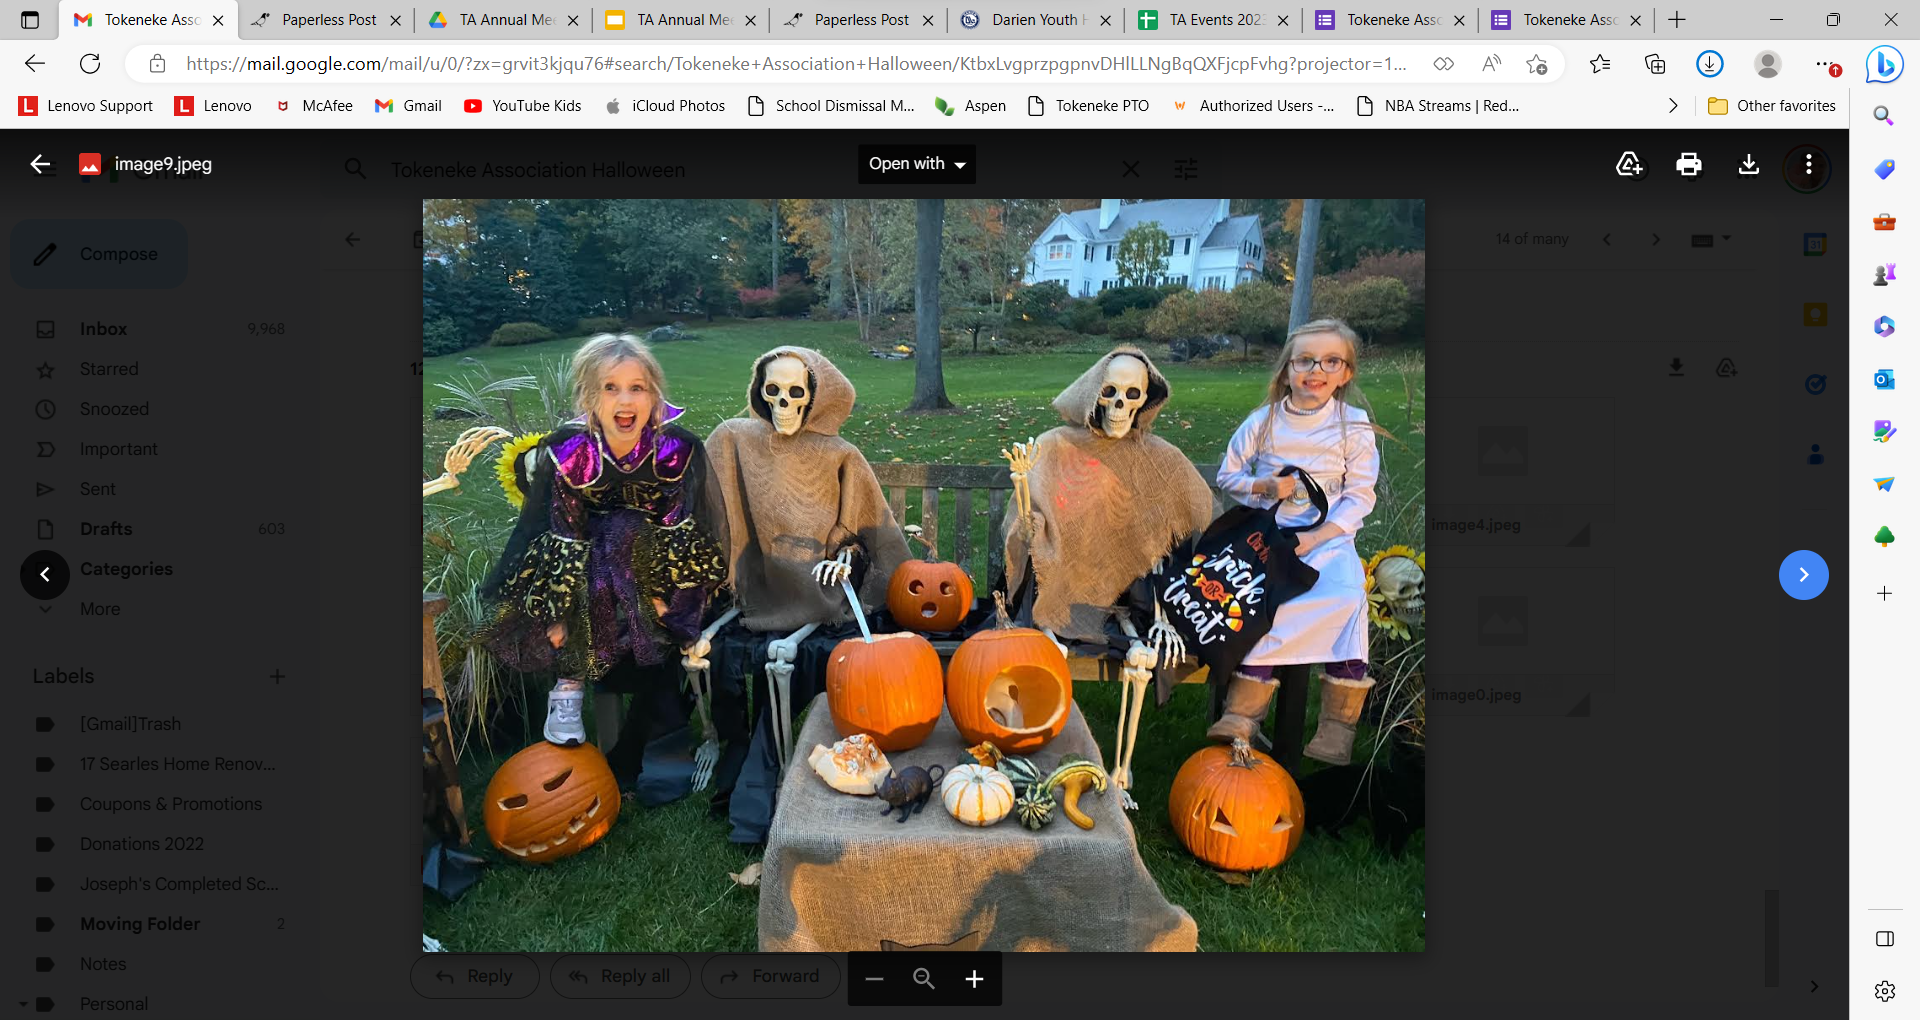 Tokeneke Asso
Paperless Post
TA Annual Me
TA Annual Me
Paperless Post
Darien Youth H
TA Events 202
Tokeneke Asso
Tokeneke Asso
https://mail.google.com/mail/u/0/?zx=grvit3kjqu76#search/Tokeneke+Association+Halloween/KtbxLvgprzpgpnvDHlLLNgBqQXFjcpFvhg?projector=1...
Lenovo Support
Lenovo
McAfee
Gmail
YouTube Kids
iCloud Photos
School Dismissal M...
Aspen
Tokeneke PTO
Authorized Users -...
NBA Streams | Red...
Other favorites
image9.jpeg
Tokeneke Association Halloween
Open with
Compose
14 of many
31
Inbox 9,968
Starred
Snoozed
Important
Sent
Drafts 603
Categories
More
image4.jpeg
image0.jpeg
Trick
OR
Treat
Labels
[Gmail]Trash
17 Searles Home Renov...
Coupons & Promotions
Donations 2022
Joseph's Completed Sc...
Moving Folder 2
Notes
Personal
Reply
Reply all
Forward